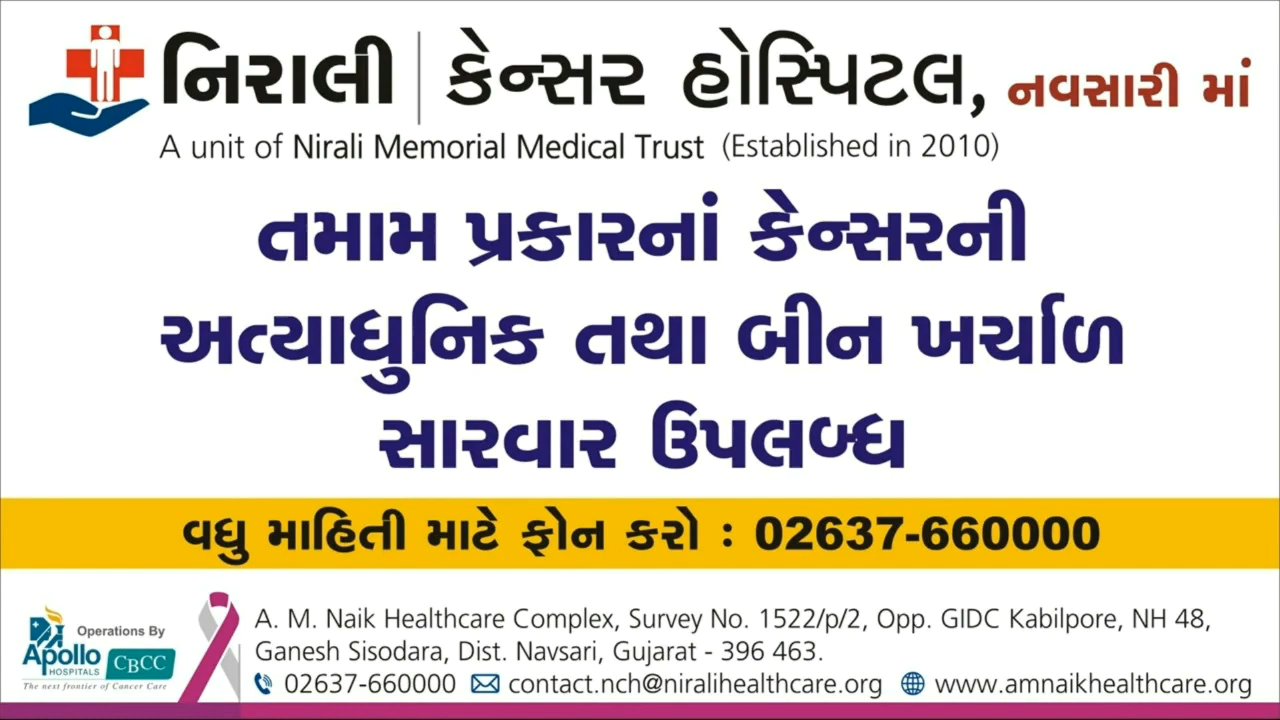 નિરાલી | કેન્સર હોસ્પિટલ, નવસારી માં
A unit of Nirali Memorial Medical Trust (Established in 2010)
તમામ પ્રકારનાં કેન્સરની
અત્યાધુનિક તથા બીન ખર્ચાળ
સારવાર ઉપલબ્ધ
વધુ માહિતી માટે ફોન કરો : 02637-660000
Operations By
Apollo HOSPITALS CBCC
The next frontier of Cancer Care
A. M. Naik Healthcare Complex, Survey No. 1522/p/2, Opp. GIDC Kabilpore, NH 48,
Ganesh Sisodara, Dist. Navsari, Gujarat - 396 463.
02637-660000 contact.nch@niralihealthcare.org www.amnaikhealthcare.org